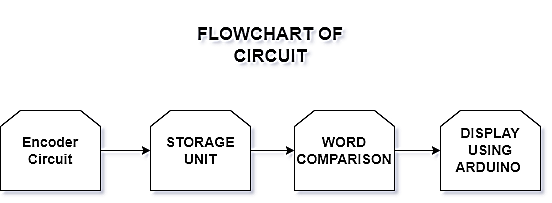 FLOWCHART OF
CIRCUIT
Encoder
Circuit
STORAGE
UNIT
WORD
COMPARISON
DISPLAY
USING
ARDUINO